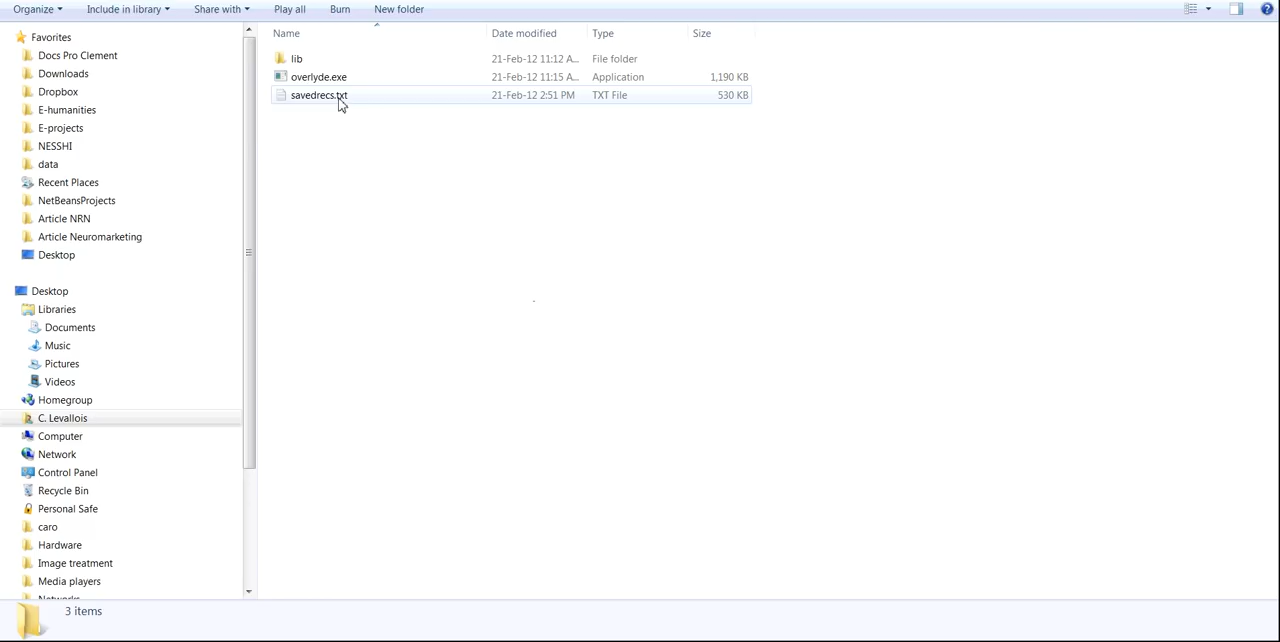 Organize Include in library Share with Play all Burn New folder
Name Date modified Type Size
lib 21-Feb-12 11:12 A... File folder
overlyde.exe 21-Feb-12 11:15 A... Application 1,190 KB
savedrecs.txt 21-Feb-12 2:51 PM TXT File 530 KB
Favorites
Docs Pro Clement
Downloads
Dropbox
E-humanities
E-projects
NESSHI
data
Recent Places
NetBeansProjects
Article NRN
Article Neuromarketing
Desktop
Desktop
Libraries
Documents
Music
Pictures
Videos
Homegroup
C. Levallois
Computer
Network
Control Panel
Recycle Bin
Personal Safe
caro
Hardware
Image treatment
Media players
3 items